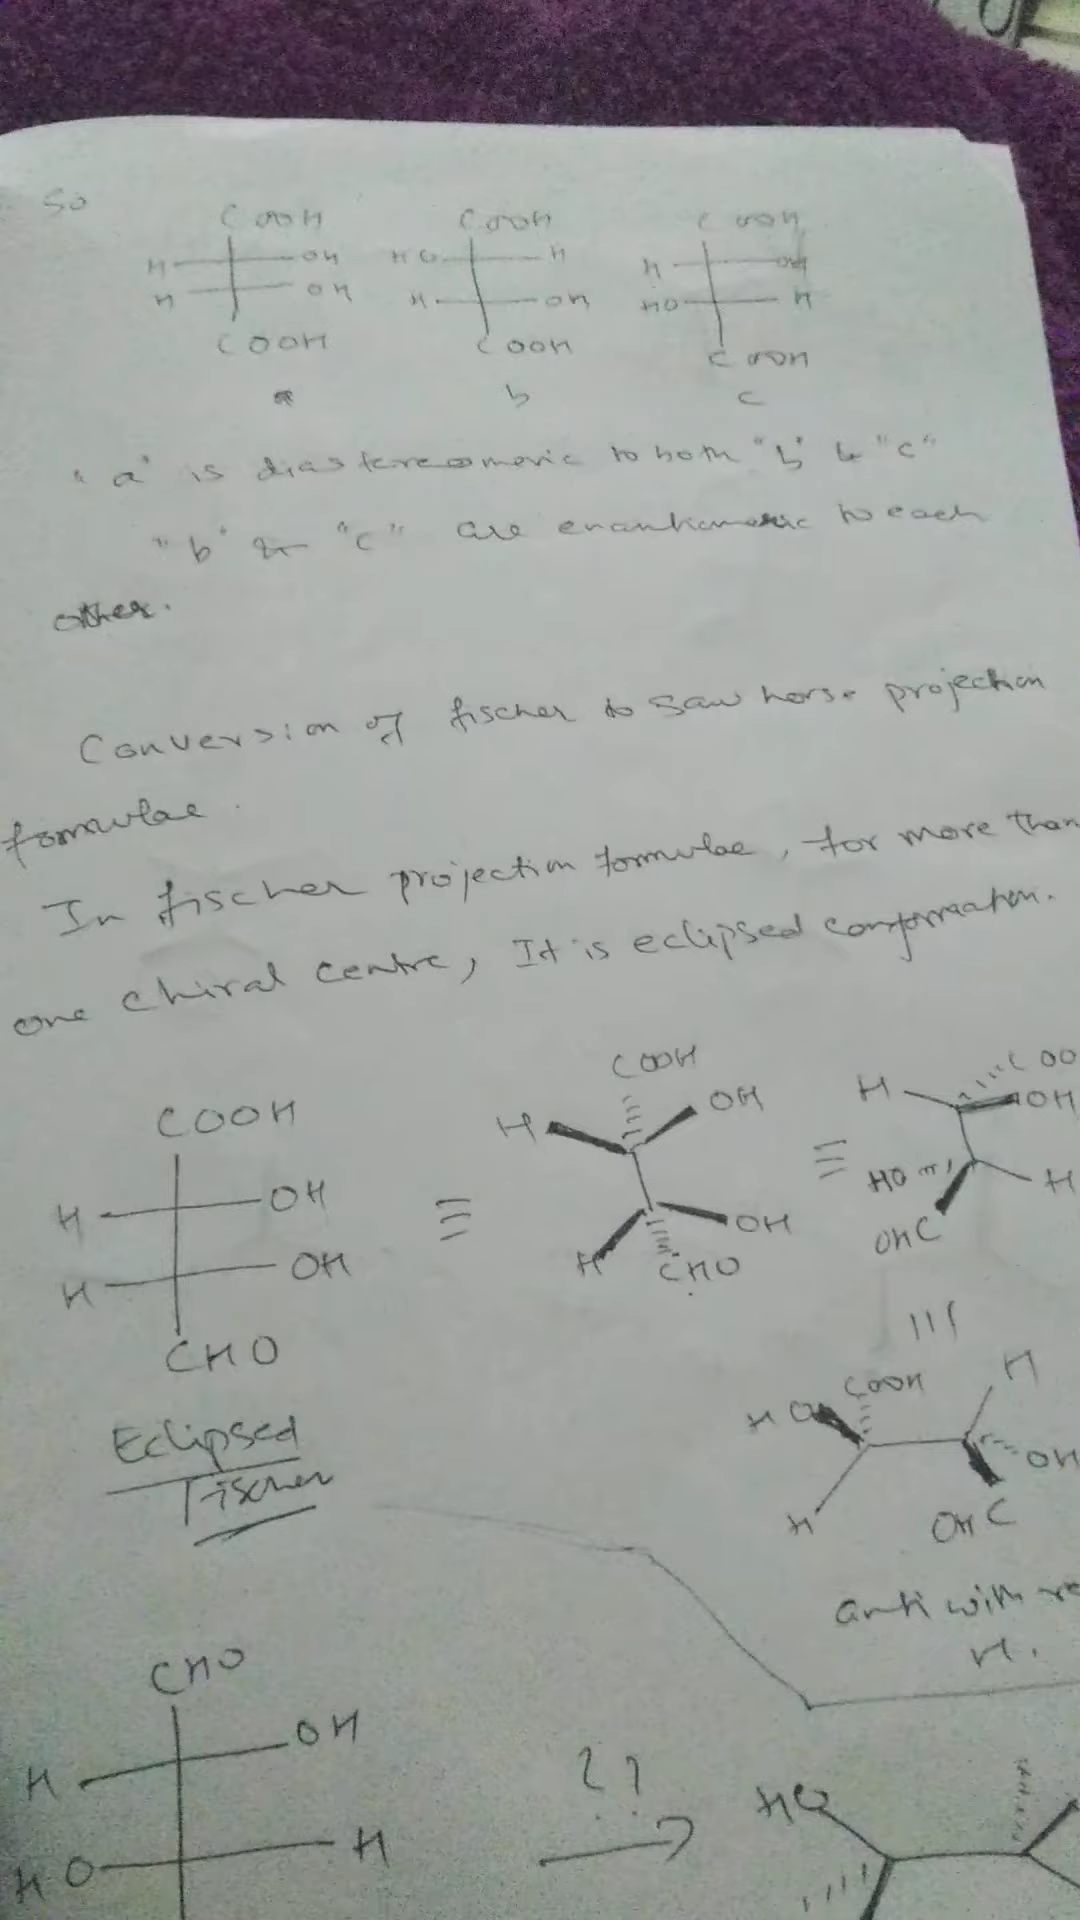 So
COOH COOH COOH
H OH HO H H OH
H OH H OH HO H
COOH COOH COOH
a b c
"a" is diastereomeric to both "b" & "c"
"b" & "c" are enantiomeric to each
other.
Conversion of fischer to saw horse projection
formulae.
In fischer projection formulae, for more than
one chiral centre, It is eclipsed conformation.
COOH COOH H COO
H OH ≡ H OH ≡ OH
H OH H OH HO H
CHO CHO OHC
Eclipsed
Fischer
≡
COOH H
HO OH
H OHC
anti with re
H.
CHO
H OH ?? HO
HO H